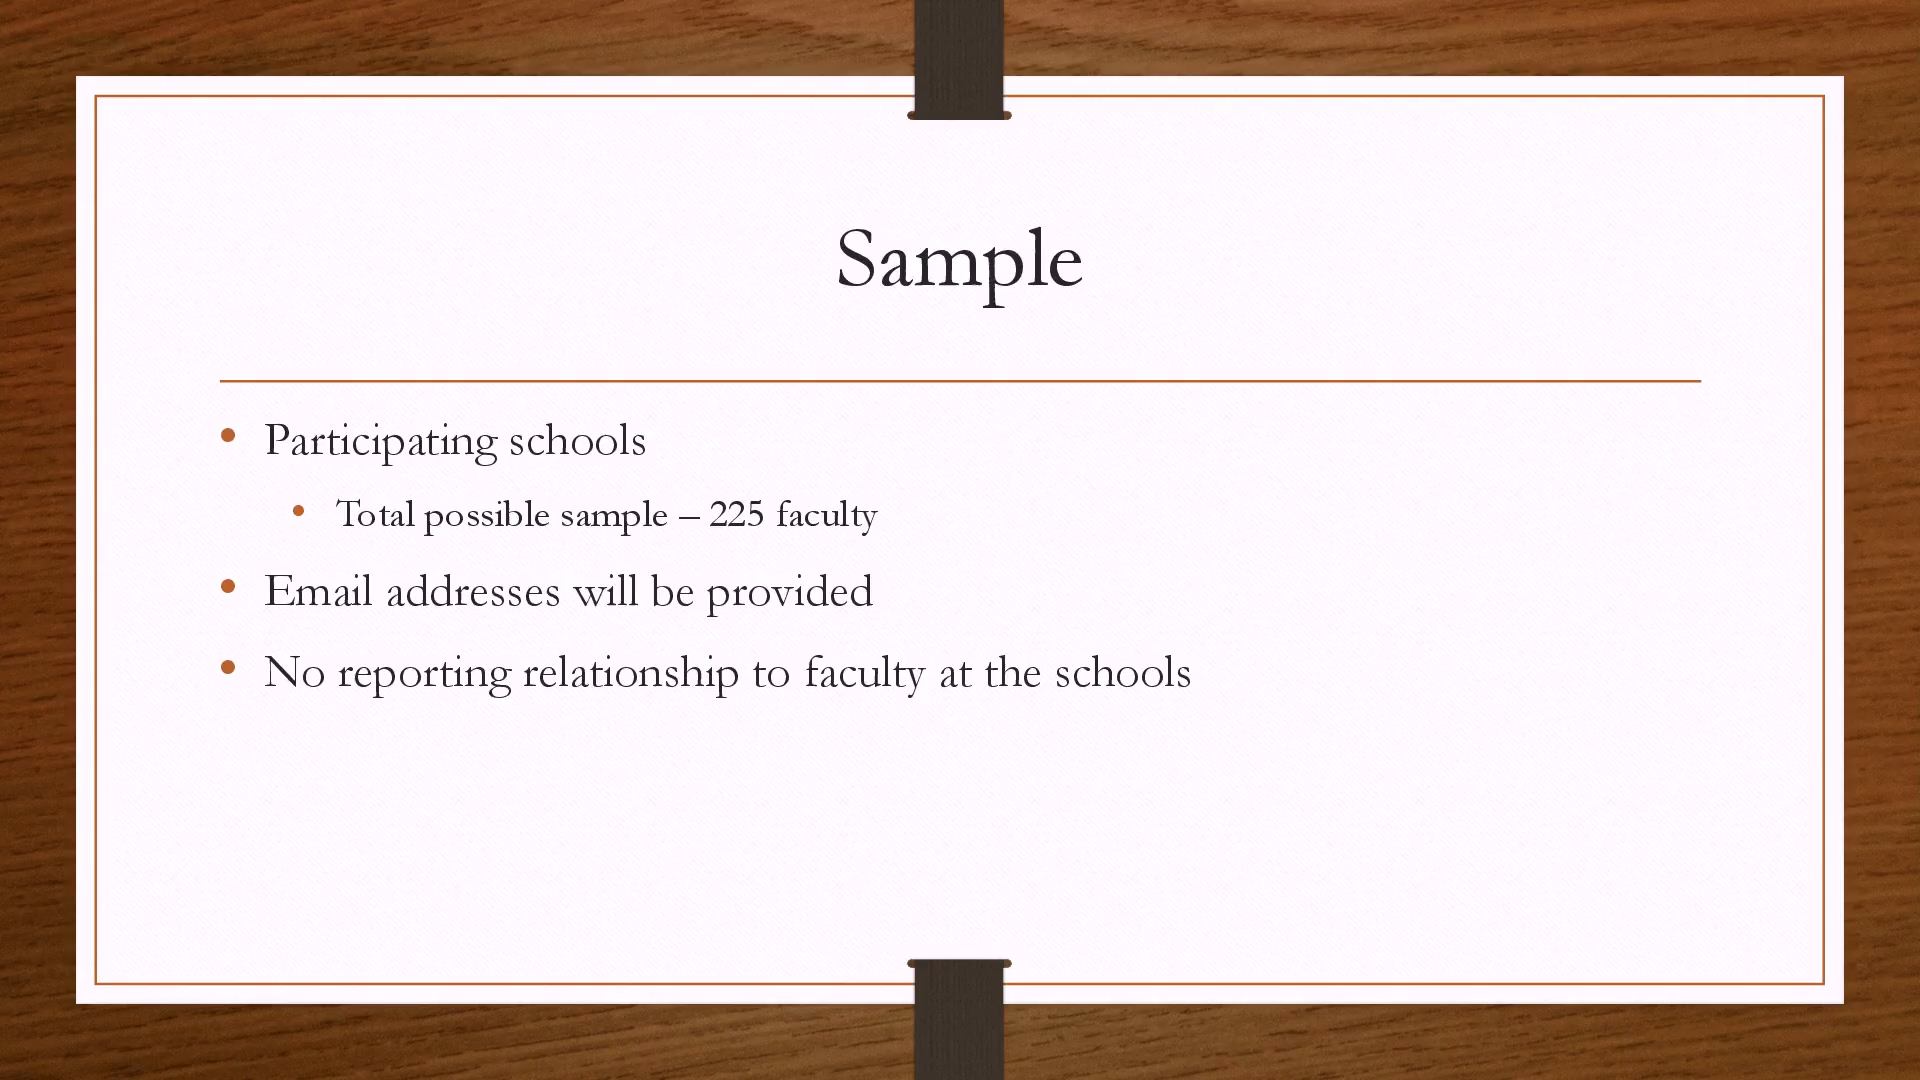 Sample
• Participating schools
• Total possible sample – 225 faculty
• Email addresses will be provided
• No reporting relationship to faculty at the schools